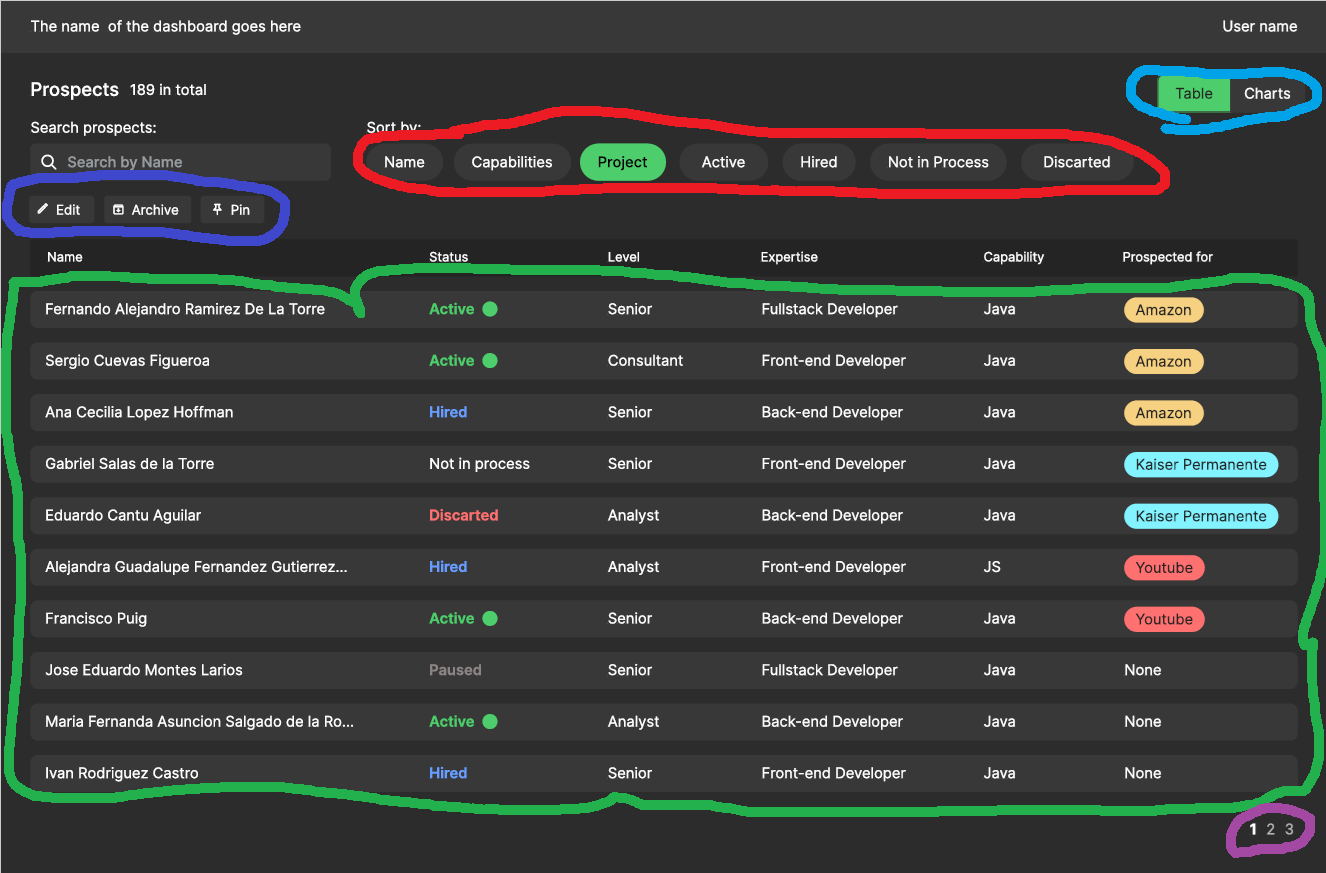 The name of the dashboard goes here User name
Prospects 189 in total
Table Charts
Search prospects: Sort by:
Search by Name Name Capabilities Project Active Hired Not in Process Discarted
Edit Archive Pin
Name Status Level Expertise Capability Prospected for
Fernando Alejandro Ramirez De La Torre Active Senior Fullstack Developer Java Amazon
Sergio Cuevas Figueroa Active Consultant Front-end Developer Java Amazon
Ana Cecilia Lopez Hoffman Hired Senior Back-end Developer Java Amazon
Gabriel Salas de la Torre Not in process Senior Front-end Developer Java Kaiser Permanente
Eduardo Cantu Aguilar Discarted Analyst Back-end Developer Java Kaiser Permanente
Alejandra Guadalupe Fernandez Gutierrez... Hired Analyst Front-end Developer JS Youtube
Francisco Puig Active Senior Back-end Developer Java Youtube
Jose Eduardo Montes Larios Paused Senior Fullstack Developer Java None
Maria Fernanda Asuncion Salgado de la Ro... Active Analyst Back-end Developer Java None
Ivan Rodriguez Castro Hired Senior Front-end Developer Java None
1 2 3